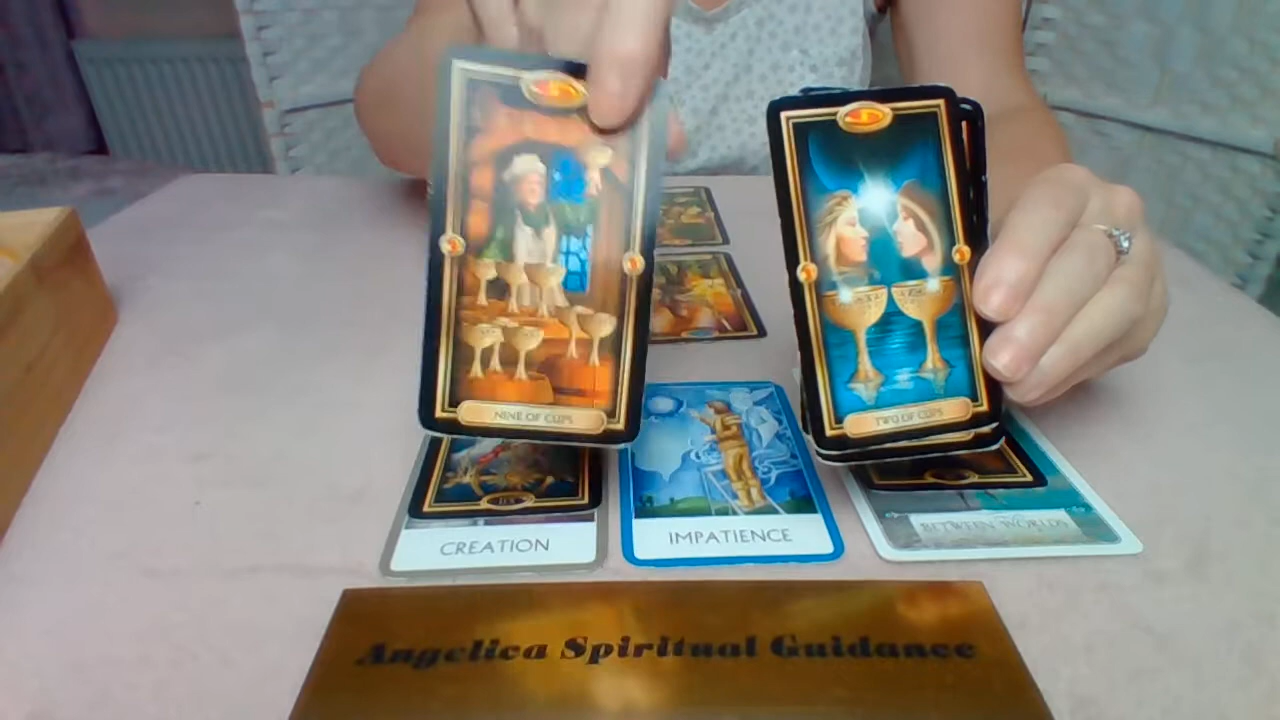 NINE OF CUPS
TWO OF CUPS
CREATION
IMPATIENCE
BETWEEN WORLDS
Angelica Spiritual Guidance